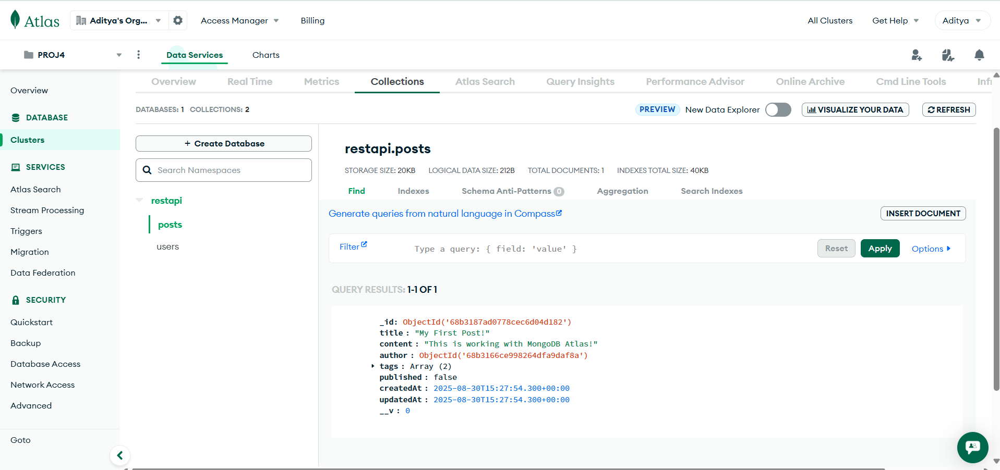 Atlas
Aditya's Org...
Access Manager
Billing
All Clusters
Get Help
Aditya
PROJ4
Data Services
Charts
Overview
Real Time
Metrics
Collections
Atlas Search
Query Insights
Performance Advisor
Online Archive
Cmd Line Tools
Overview
DATABASE
Clusters
SERVICES
Atlas Search
Stream Processing
Triggers
Migration
Data Federation
SECURITY
Quickstart
Backup
Database Access
Network Access
Advanced
Goto
DATABASES: 1 COLLECTIONS: 2
PREVIEW New Data Explorer
VISUALIZE YOUR DATA
REFRESH
+ Create Database
Search Namespaces
restapi
posts
users
restapi.posts
STORAGE SIZE: 20KB LOGICAL DATA SIZE: 212B TOTAL DOCUMENTS: 1 INDEXES TOTAL SIZE: 40KB
Find
Indexes
Schema Anti-Patterns 0
Aggregation
Search Indexes
Generate queries from natural language in Compass
INSERT DOCUMENT
Filter
Type a query: { field: 'value' }
Reset
Apply
Options
QUERY RESULTS: 1-1 OF 1
_id: ObjectId('68b3187ad0778cec6d04d182')
title : "My First Post!"
content : "This is working with MongoDB Atlas!"
author : ObjectId('68b3166ce998264dfa9daf8a')
tags : Array (2)
published : false
createdAt : 2025-08-30T15:27:54.300+00:00
updatedAt : 2025-08-30T15:27:54.300+00:00
__v : 0